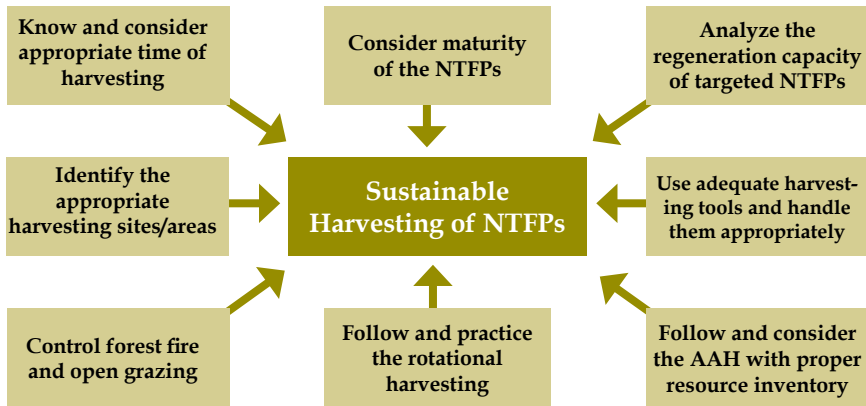 Know and consider
appropriate time of
harvesting
Consider maturity
of the NTFPs
Analyze the
regeneration capacity
of targeted NTFPs
Identify the
appropriate
harvesting sites/areas
Sustainable
Harvesting of NTFPs
Use adequate harvest-
ing tools and handle
them appropriately
Control forest fire
and open grazing
Follow and practice
the rotational
harvesting
Follow and consider
the AAH with proper
resource inventory